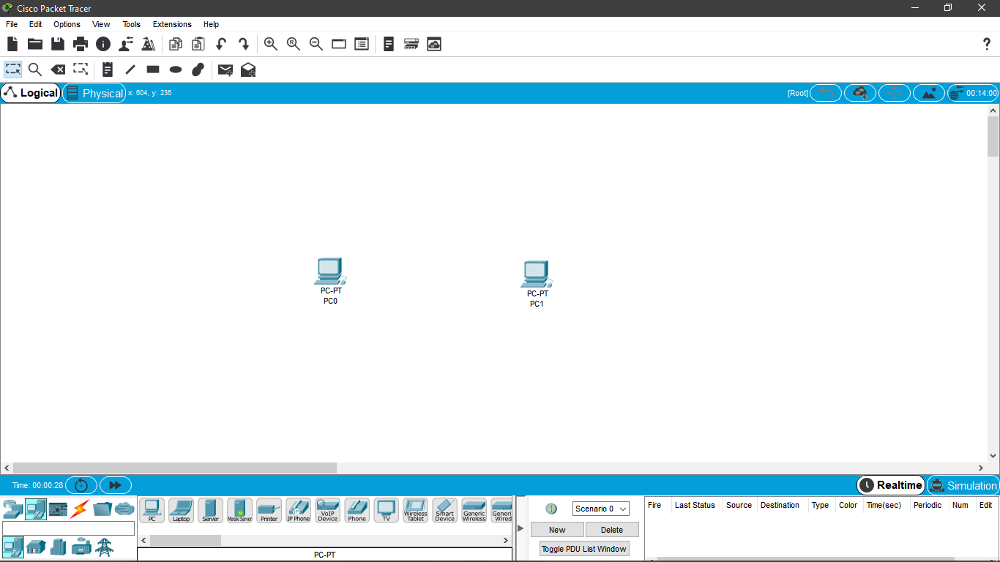 Cisco Packet Tracer
File Edit Options View Tools Extensions Help
R
?
Logical Physical x: 604, y: 236 [Root] 00:14:00
PC-PT
PC0
PC-PT
PC1
Time: 00:00:28 Realtime Simulation
PC Laptop Server Meraki Server Printer IP Phone VoIP Device Phone TV Wireless Tablet Smart Device Generic Wireless Generi Wired
IP
PC-PT
Scenario 0
New Delete
Toggle PDU List Window
Fire Last Status Source Destination Type Color Time(sec) Periodic Num Edit